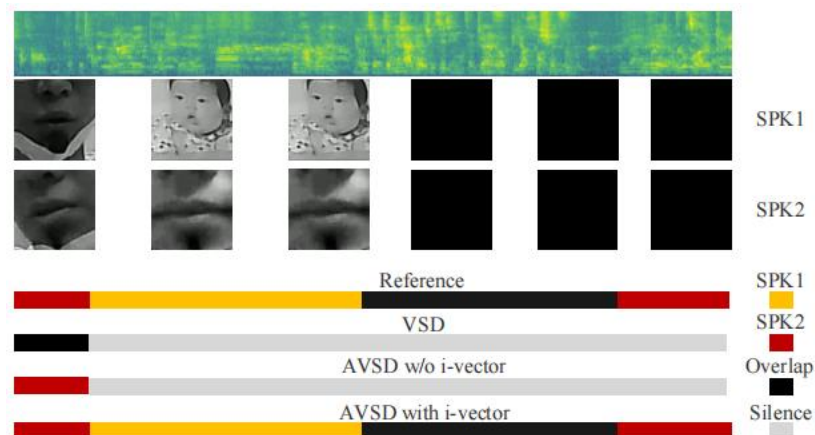 SPK1
SPK2
Reference SPK1
VSD SPK2
AVSD w/o i-vector Overlap
AVSD with i-vector Silence